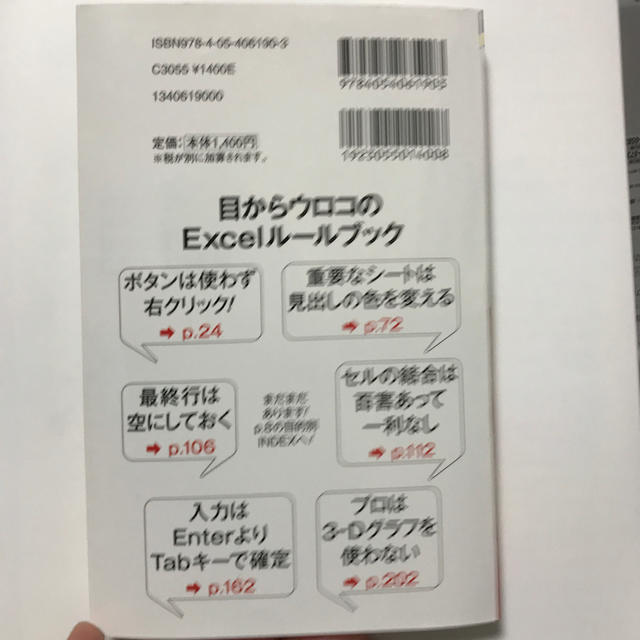 ISBN978-4-05-406190-3
C3055 ¥1400E
1340619000
定価：本体1,400円
※税が別に加算されます。
9784054061903
1923055014008
目からウロコの
Excelルールブック
ボタンは使わず
右クリック!
➡ p.24
重要なシートは
見出しの色を変える
➡ p.72
最終行は
空にしておく
➡ p.106
まだまだ
あります!
p.8の目的別
INDEXへ!
セルの結合は
百害あって
一利なし
➡ p.112
入力は
Enterより
Tabキーで確定
➡ p.162
プロは
3-Dグラフを
使わない
➡ p.202